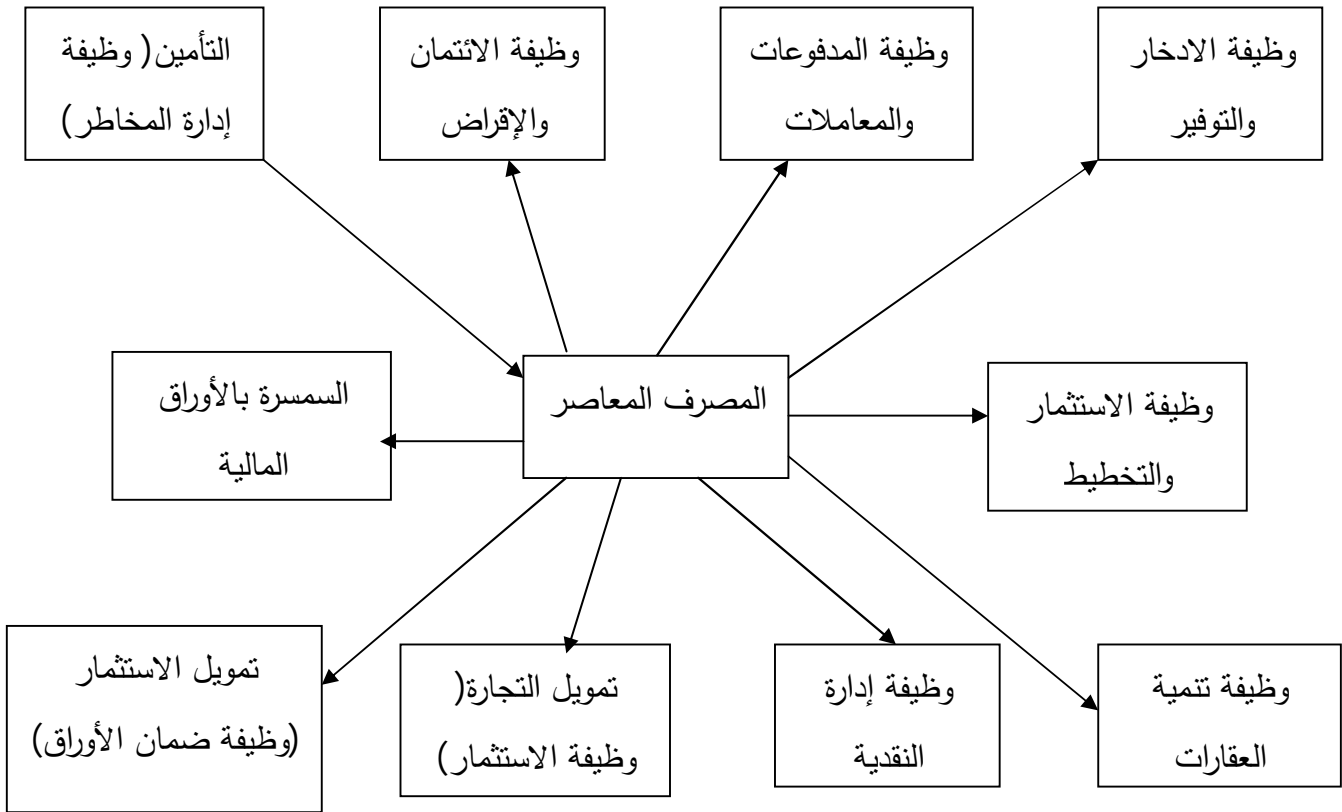 وظيفة الادخار
والتوفير
وظيفة المدفوعات
والمعاملات
وظيفة الائتمان
والإقراض
التأمين( وظيفة
إدارة المخاطر)
وظيفة الاستثمار
والتخطيط
المصرف المعاصر
السمسرة بالأوراق
المالية
وظيفة تنمية
العقارات
وظيفة إدارة
النقدية
تمويل التجارة(
وظيفة الاستثمار)
تمويل الاستثمار
(وظيفة ضمان الأوراق)